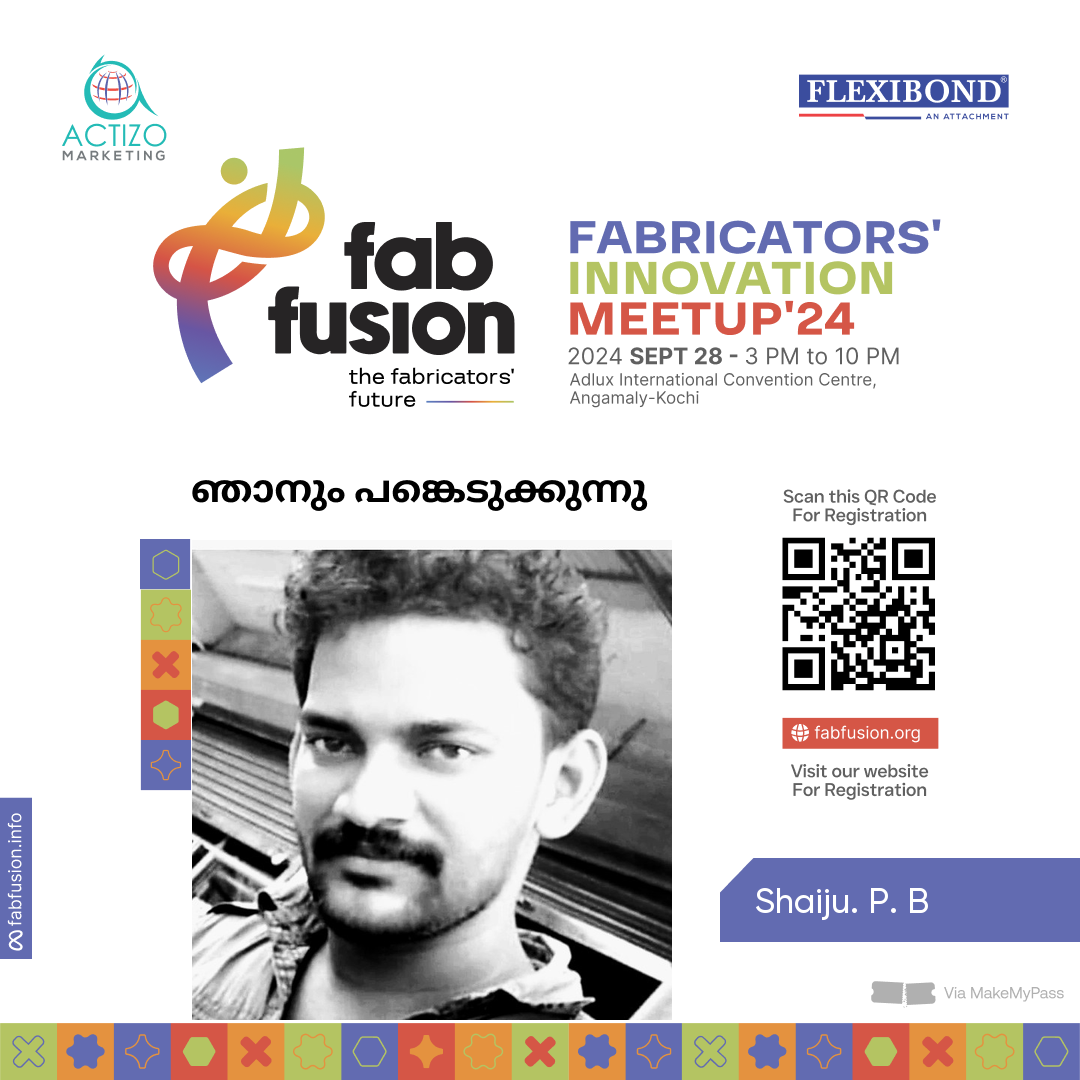 ACTIZO
MARKETING
FLEXIBOND®
AN ATTACHMENT
fab
fusion
the fabricators'
future
FABRICATORS'
INNOVATION
MEETUP'24
2024 SEPT 28 - 3 PM to 10 PM
Adlux International Convention Centre,
Angamaly-Kochi
ഞാനും പങ്കെടുക്കുന്നു
Scan this QR Code
For Registration
fabfusion.org
Visit our website
For Registration
fabfusion.info
Shaiju. P. B
Via MakeMyPass